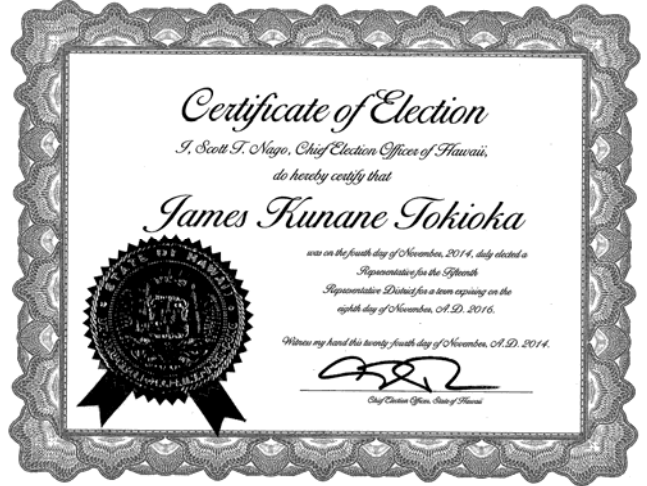 Certificate of Election
I, Scott T. Nago, Chief Election Officer of Hawaii,
do hereby certify that
James Kunane Tokioka
was on the fourth day of November, 2014, duly elected a
Representative for the Fifteenth
Representative District for a term expiring on the
eighth day of November, A.D. 2016.
Witness my hand this twenty-fourth day of November, A.D. 2014.
Chief Election Officer, State of Hawaii
STATE OF HAWAII